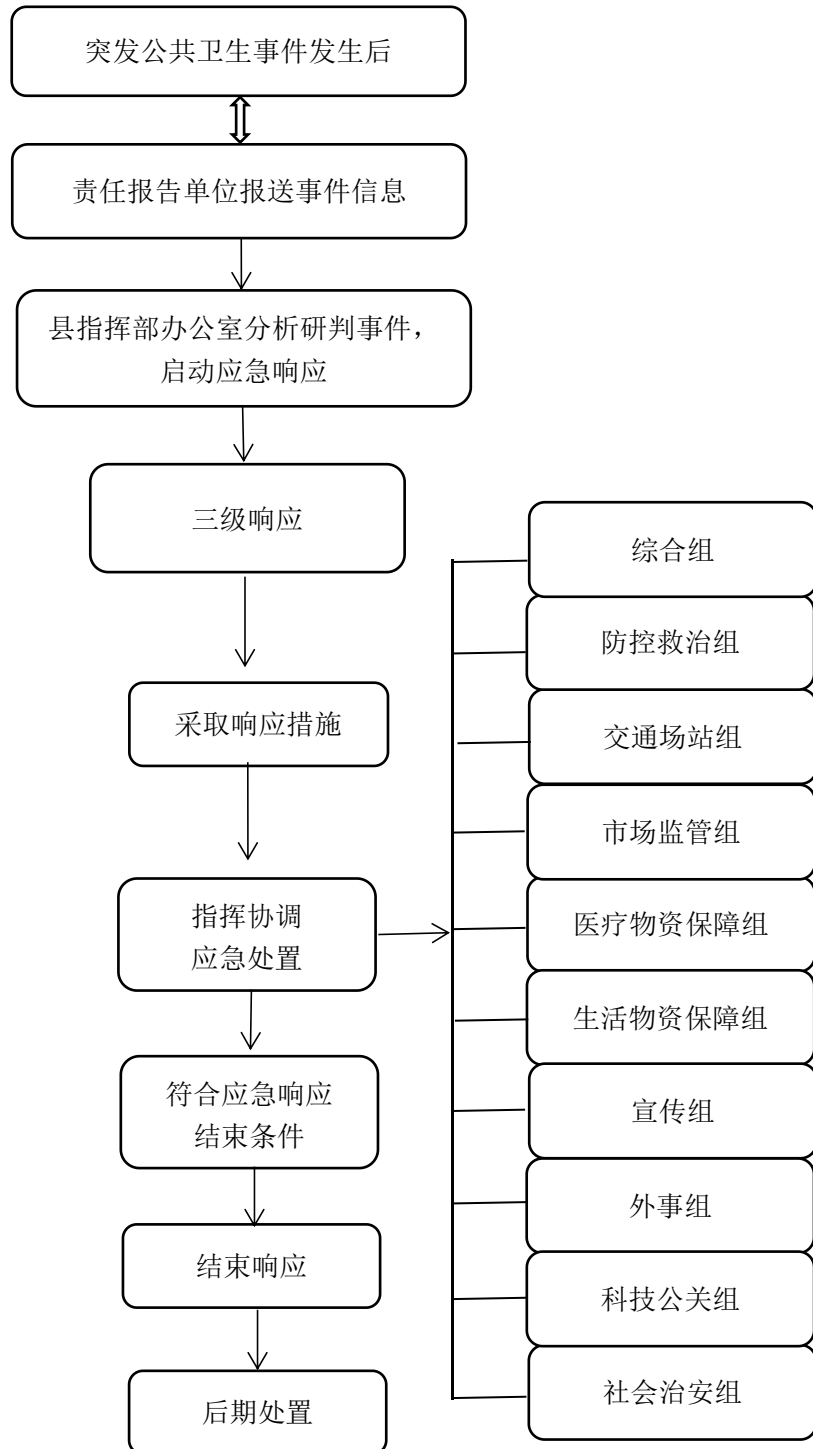 突发公共卫生事件发生后
责任报告单位报送事件信息
县指挥部办公室分析研判事件，
启动应急响应
三级响应
采取响应措施
指挥协调
应急处置
符合应急响应
结束条件
结束响应
后期处置
综合组
防控救治组
交通场站组
市场监管组
医疗物资保障组
生活物资保障组
宣传组
外事组
科技公关组
社会治安组